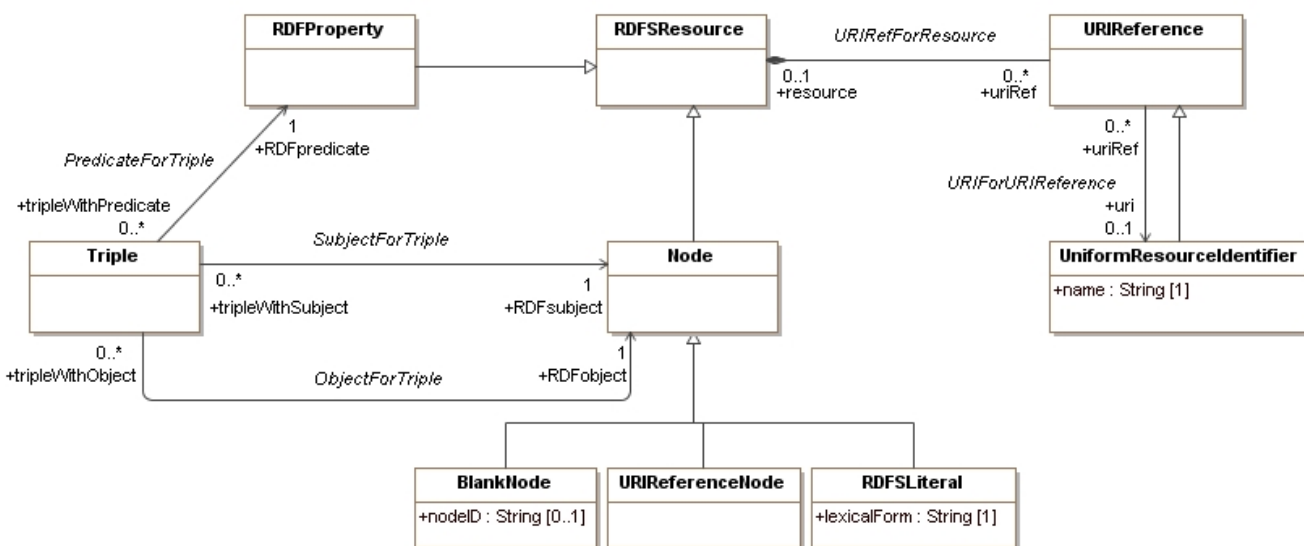 RDFProperty
RDFSResource
URIRefForResource
URIReference
0..1
+resource
0..*
+uriRef
1
+RDFpredicate
PredicateForTriple
0..*
+uriRef
URIForURIReference
+tripleWithPredicate
0..*
+uri
0..1
Triple
SubjectForTriple
Node
UniformResourceIdentifier
+name : String [1]
0..*
+tripleWithSubject
1
+RDFsubject
0..*
+tripleWithObject
ObjectForTriple
1
+RDFobject
BlankNode
+nodeID : String [0..1]
URIReferenceNode
RDFSLiteral
+lexicalForm : String [1]